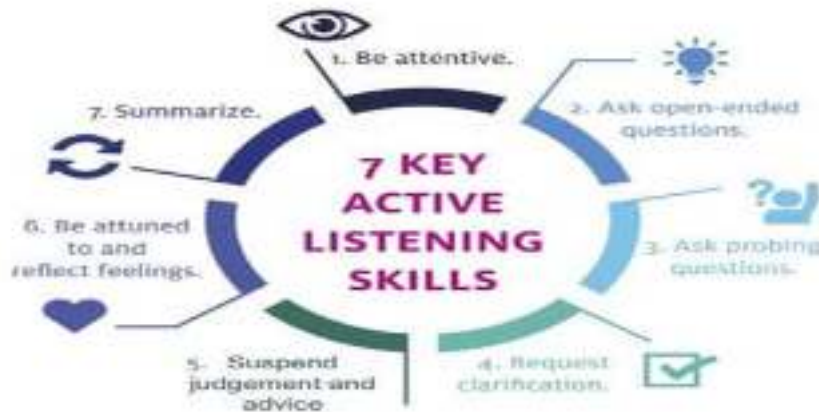 7 KEY
ACTIVE
LISTENING
SKILLS
1. Be attentive.
2. Ask open-ended
questions.
3. Ask probing
questions.
4. Request
clarification.
5. Suspend
judgement and
advice
6. Be attuned
to and
reflect feelings.
7. Summarize.